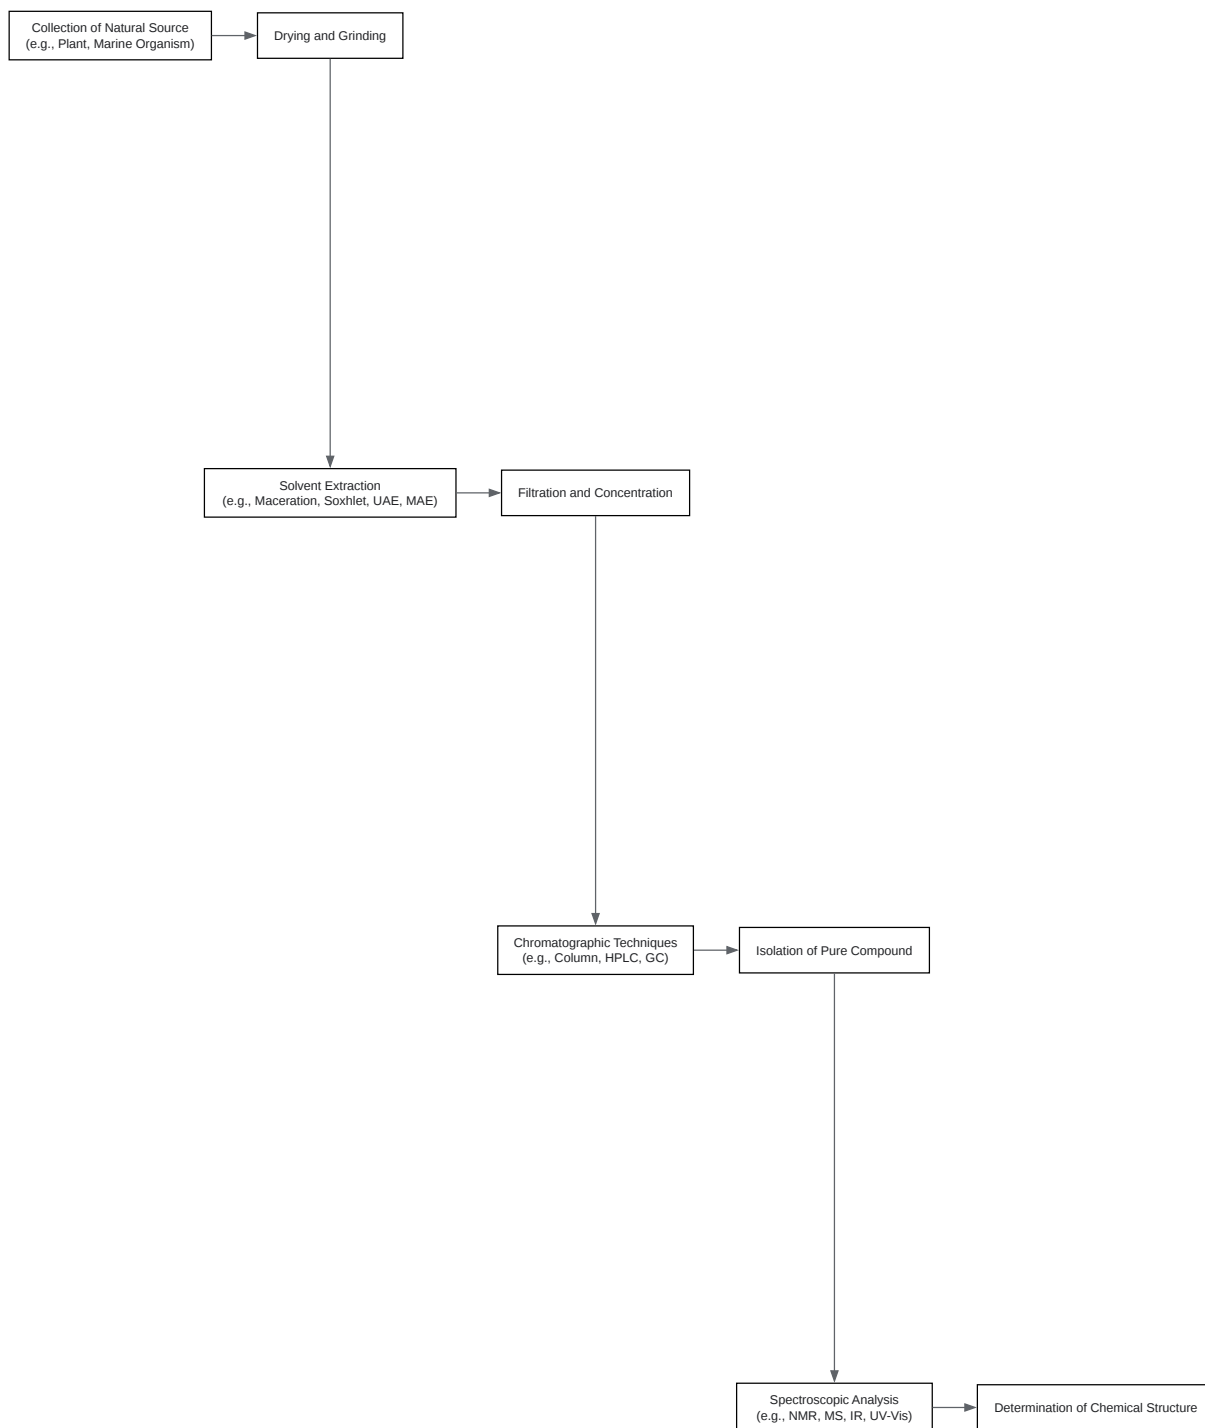 Collection of Natural Source
(e.g., Plant, Marine Organism)
Drying and Grinding
Solvent Extraction
(e.g., Maceration, Soxhlet, UAE, MAE)
Filtration and Concentration
Chromatographic Techniques
(e.g., Column, HPLC, GC)
Isolation of Pure Compound
Spectroscopic Analysis
(e.g., NMR, MS, IR, UV-Vis)
Determination of Chemical Structure